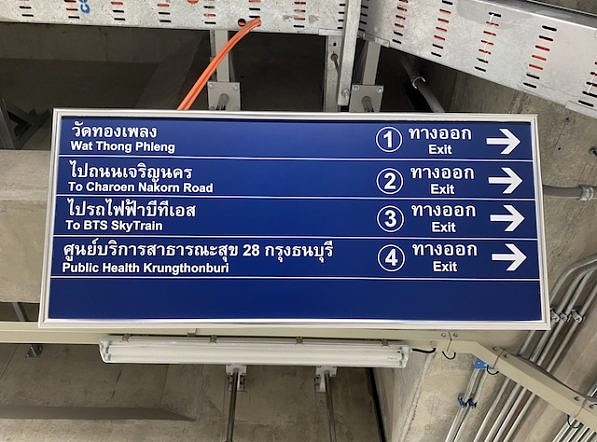 วัดทองเพลง
Wat Thong Phleng
1 ทางออก
Exit
ไปถนนเจริญนคร
To Charoen Nakorn Road
2 ทางออก
Exit
ไปรถไฟฟ้าบีทีเอส
To BTS SkyTrain
3 ทางออก
Exit
ศูนย์บริการสาธารณะสุข 28 กรุงธนบุรี
Public Health Krungthonburi
4 ทางออก
Exit